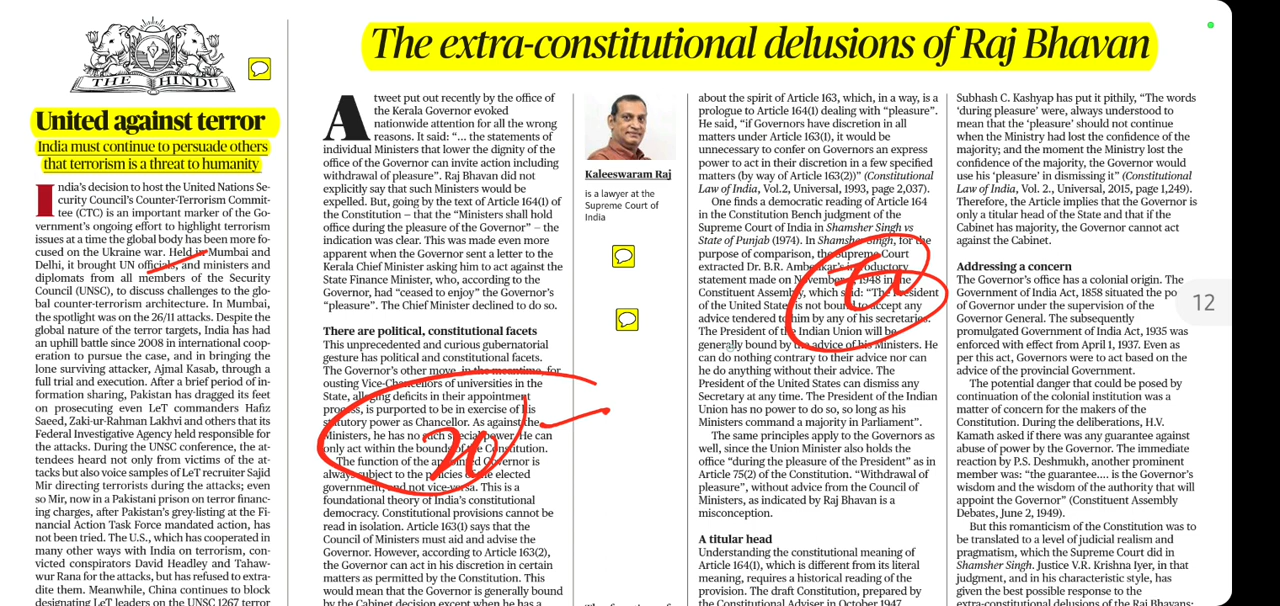 The extra-constitutional delusions of Raj Bhavan
THE HINDU
United against terror
India must continue to persuade others
that terrorism is a threat to humanity
India's decision to host the United Nations Se-
curity Council's Counter-Terrorism Commit-
tee (CTC) is an important marker of the Go-
vernment's ongoing effort to highlight terrorism
issues at a time the global body has been more fo-
cused on the Ukraine war. Held in Mumbai and
Delhi, it brought UN officials, and ministers and
diplomats from all members of the Security
Council (UNSC), to discuss challenges to the glo-
bal counter-terrorism architecture. In Mumbai,
the spotlight was on the 26/11 attacks. Despite the
global nature of the terror targets, India has had
an uphill battle since 2008 in international coop-
eration to pursue the case, and in bringing the
lone surviving attacker, Ajmal Kasab, through a
full trial and execution. After a brief period of in-
formation sharing, Pakistan has dragged its feet
on prosecuting even LeT commanders Hafiz
Saeed, Zaki-ur-Rahman Lakhvi and others that its
Federal Investigative Agency held responsible for
the attacks. During the UNSC conference, the at-
tendees heard not only from victims of the at-
tacks but also voice samples of LeT recruiter Sajid
Mir directing terrorists during the attacks; even
so Mir, now in a Pakistani prison on terror financ-
ing charges, after Pakistan's grey-listing at the Fi-
nancial Action Task Force mandated action, has
not been tried. The U.S., which has cooperated in
many other ways with India on terrorism, con-
victed conspirators David Headley and Tahaw-
wur Rana for the attacks, but has refused to extra-
dite them. Meanwhile, China continues to block
designating LeT leaders on the UNSC 1267 terror
A tweet put out recently by the office of
the Kerala Governor evoked
nationwide attention for all the wrong
reasons. It said: "... the statements of
individual Ministers that lower the dignity of the
office of the Governor can invite action including
withdrawal of pleasure". Raj Bhavan did not
explicitly say that such Ministers would be
expelled. But, going by the text of Article 164(1) of
the Constitution – that the "Ministers shall hold
office during the pleasure of the Governor" – the
indication was clear. This was made even more
apparent when the Governor sent a letter to the
Kerala Chief Minister asking him to act against the
State Finance Minister, who, according to the
Governor, had "ceased to enjoy" the Governor's
"pleasure". The Chief Minister declined to do so.
There are political, constitutional facets
This unprecedented and curious gubernatorial
gesture has political and constitutional facets.
The Governor's other move, in the meantime, for
ousting Vice-Chancellors of universities in the
State, alleging deficits in their appointment
process, is purported to be in exercise of his
statutory power as Chancellor. As against the
Ministers, he has no such special power. He can
only act within the bounds of the Constitution.
The function of the appointed Governor is
always subject to the policies of the elected
government, and not vice-versa. This is a
foundational theory of India's constitutional
democracy. Constitutional provisions cannot be
read in isolation. Article 163(1) says that the
Council of Ministers must aid and advise the
Governor. However, according to Article 163(2),
the Governor can act in his discretion in certain
matters as permitted by the Constitution. This
would mean that the Governor is generally bound
by the Cabinet decision except when he has a
Kaleeswaram Raj
is a lawyer at the
Supreme Court of
India
about the spirit of Article 163, which, in a way, is a
prologue to Article 164(1) dealing with "pleasure".
He said, "if Governors have discretion in all
matters under Article 163(1), it would be
unnecessary to confer on Governors an express
power to act in their discretion in a few specified
matters (by way of Article 163(2))" (Constitutional
Law of India, Vol.2, Universal, 1993, page 2,037).
One finds a democratic reading of Article 164
in the Constitution Bench judgment of the
Supreme Court of India in Shamsher Singh vs
State of Punjab (1974). In Shamsher Singh, for the
purpose of comparison, the Supreme Court
extracted Dr. B.R. Ambedkar's introductory
statement made on November 4, 1948 in the
Constituent Assembly, which said: "The President
of the United States is not bound to accept any
advice tendered to him by any of his secretaries.
The President of the Indian Union will be
generally bound by the advice of his Ministers. He
can do nothing contrary to their advice nor can
he do anything without their advice. The
President of the United States can dismiss any
Secretary at any time. The President of the Indian
Union has no power to do so, so long as his
Ministers command a majority in Parliament".
The same principles apply to the Governors as
well, since the Union Minister also holds the
office "during the pleasure of the President" as in
Article 75(2) of the Constitution. "Withdrawal of
pleasure", without advice from the Council of
Ministers, as indicated by Raj Bhavan is a
misconception.
A titular head
Understanding the constitutional meaning of
Article 164(1), which is different from its literal
meaning, requires a historical reading of the
provision. The draft Constitution, prepared by
the Constitutional Adviser in October 1947
Subhash C. Kashyap has put it pithily, "The words
'during pleasure' were, always understood to
mean that the 'pleasure' should not continue
when the Ministry had lost the confidence of the
majority; and the moment the Ministry lost the
confidence of the majority, the Governor would
use his 'pleasure' in dismissing it" (Constitutional
Law of India, Vol. 2., Universal, 2015, page 1,249).
Therefore, the Article implies that the Governor is
only a titular head of the State and that if the
Cabinet has majority, the Governor cannot act
against the Cabinet.
Addressing a concern
The Governor's office has a colonial origin. The
Government of India Act, 1858 situated the po
of Governor under the supervision of the
Governor General. The subsequently
promulgated Government of India Act, 1935 was
enforced with effect from April 1, 1937. Even as
per this act, Governors were to act based on the
advice of the provincial Government.
The potential danger that could be posed by
continuation of the colonial institution was a
matter of concern for the makers of the
Constitution. During the deliberations, H.V.
Kamath asked if there was any guarantee against
abuse of power by the Governor. The immediate
reaction by P.S. Deshmukh, another prominent
member was: "the guarantee.... is the Governor's
wisdom and the wisdom of the authority that will
appoint the Governor" (Constituent Assembly
Debates, June 2, 1949).
But this romanticism of the Constitution was to
be translated to a level of judicial realism and
pragmatism, which the Supreme Court did in
Shamsher Singh. Justice V.R. Krishna Iyer, in that
judgment, and in his characteristic style, has
given the best possible response to the
extra-constitutional delusions of the Raj Bhavans:
12